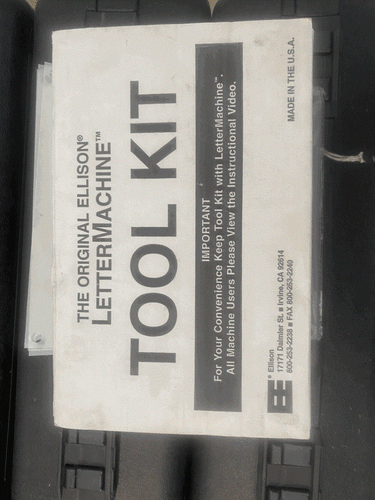 THE ORIGINAL ELLISON®
LETTERMACHINE™
TOOL KIT
IMPORTANT
For Your Convenience Keep Tool Kit with LetterMachine™.
All Machine Users Please View the Instructional Video.
® Ellison
17171 Daimler St. ■ Irvine, CA 92614
800-253-2238 ■ FAX 800-253-2240
MADE IN THE U.S.A.